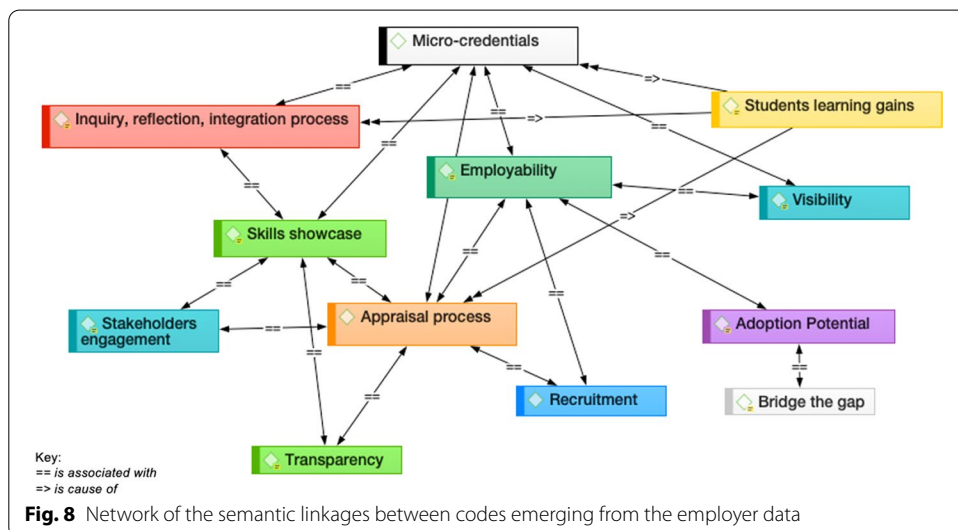 Micro-credentials
==
=>
Students learning gains
Inquiry, reflection, integration process
=>
==
==
==
Employability
==
==
Visibility
Skills showcase
=>
==
==
==
==
Stakeholders
engagement
==
Appraisal process
==
==
Adoption Potential
==
==
==
Recruitment
Bridge the gap
==
Transparency
Key:
== is associated with
=> is cause of
Fig. 8 Network of the semantic linkages between codes emerging from the employer data